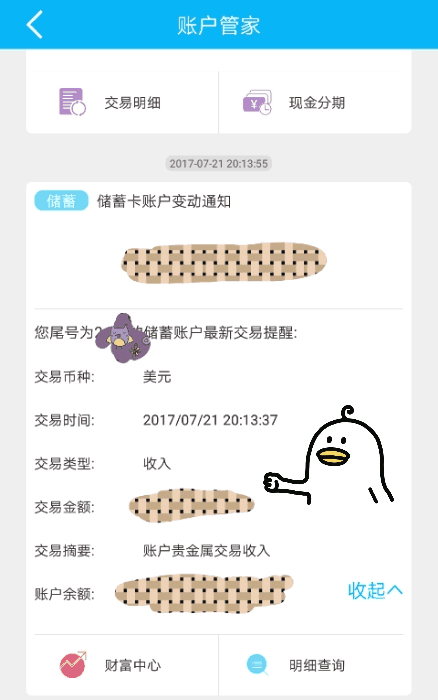 账户管家
交易明细
现金分期
2017-07-21 20:13:55
储蓄 储蓄卡账户变动通知
您尾号为2 储蓄账户最新交易提醒:
交易币种: 美元
交易时间: 2017/07/21 20:13:37
交易类型: 收入
交易金额:
交易摘要: 账户贵金属交易收入
账户余额:
收起
财富中心
明细查询